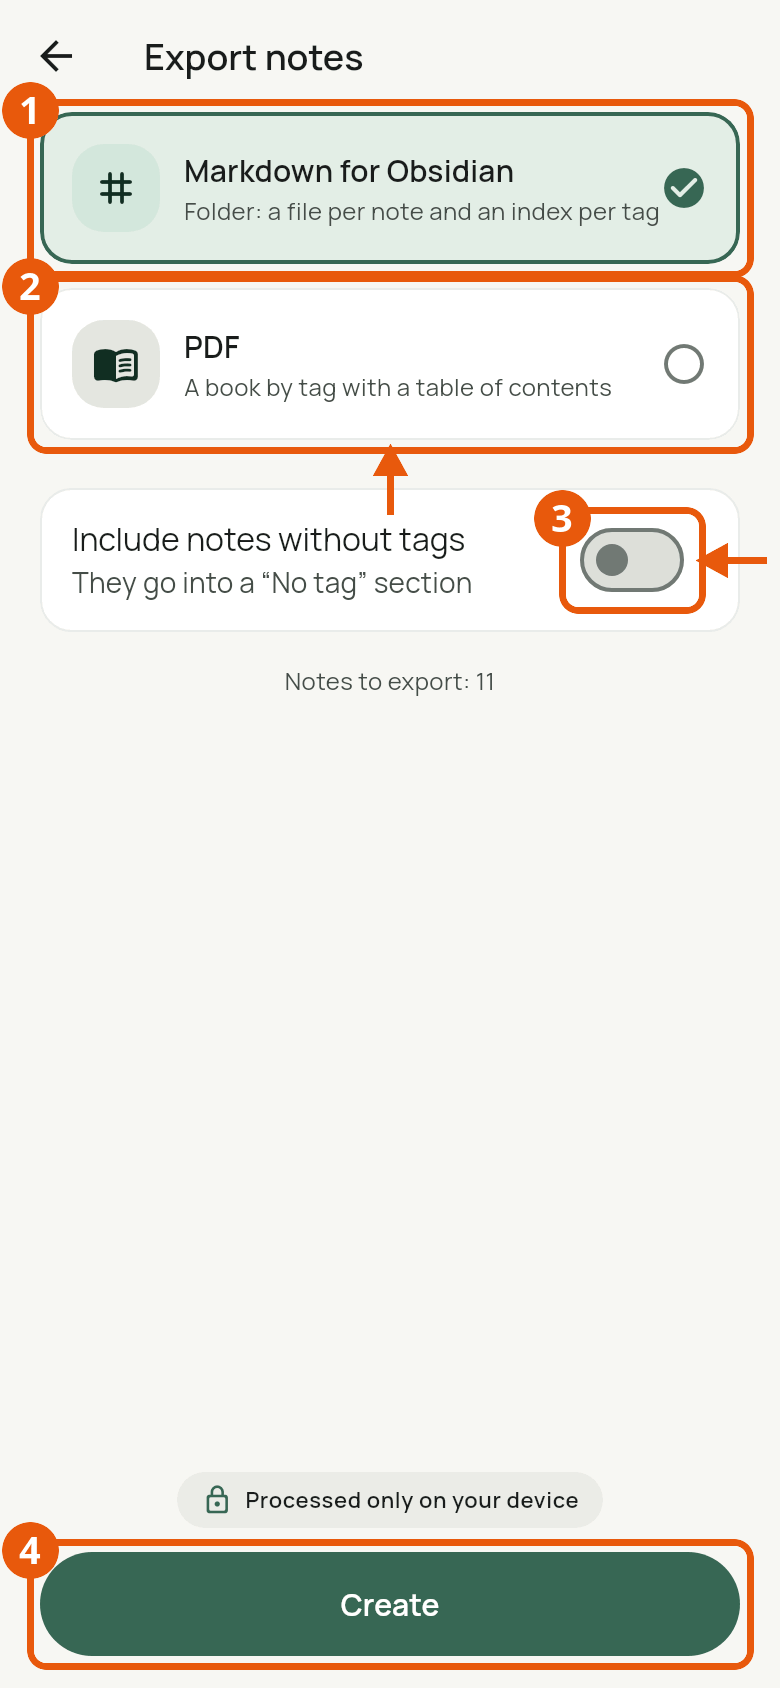 Export notes
1
Markdown for Obsidian
Folder: a file per note and an index per tag
2
PDF
A book by tag with a table of contents
3
Include notes without tags
They go into a “No tag” section
Notes to export: 11
Processed only on your device
4
Create